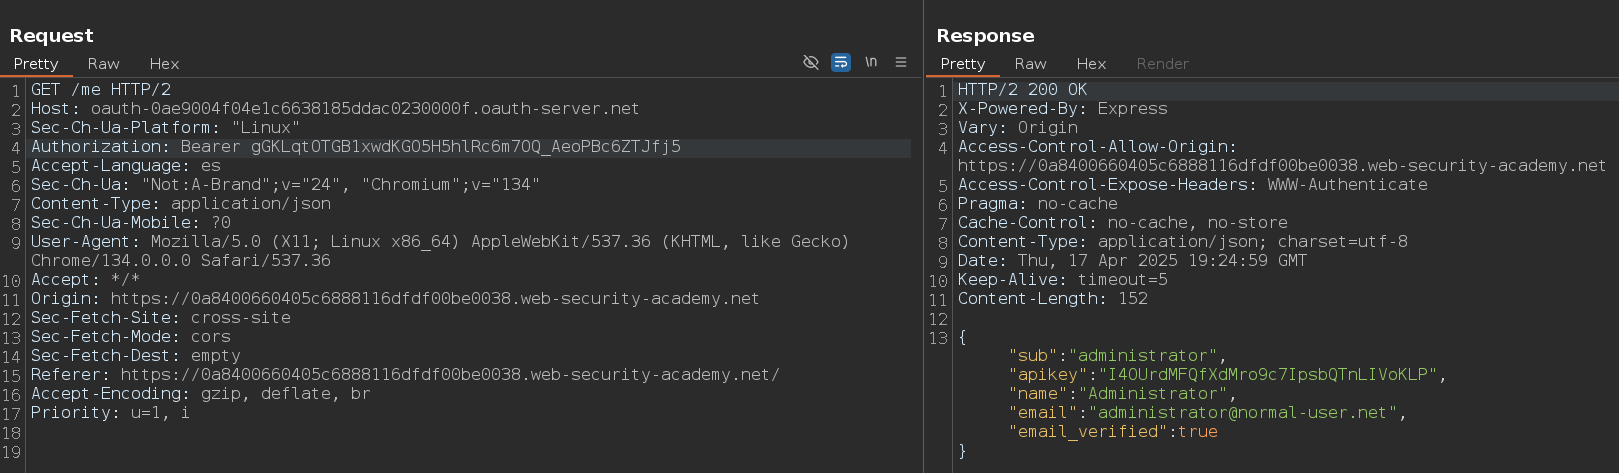 Request
Pretty Raw Hex
\n
1 GET /me HTTP/2
2 Host: oauth-0ae9004f04e1c6638185ddac0230000f.oauth-server.net
3 Sec-Ch-Ua-Platform: "Linux"
4 Authorization: Bearer gGKLqtOTGB1xwdKGO5H5hlRc6m7OQ_AeoPBc6ZTJfj5
5 Accept-Language: es
6 Sec-Ch-Ua: "Not:A-Brand";v="24", "Chromium";v="134"
7 Content-Type: application/json
8 Sec-Ch-Ua-Mobile: ?0
9 User-Agent: Mozilla/5.0 (X11; Linux x86_64) AppleWebKit/537.36 (KHTML, like Gecko)
Chrome/134.0.0.0 Safari/537.36
10 Accept: */*
11 Origin: https://0a8400660405c6888116dfdf00be0038.web-security-academy.net
12 Sec-Fetch-Site: cross-site
13 Sec-Fetch-Mode: cors
14 Sec-Fetch-Dest: empty
15 Referer: https://0a8400660405c6888116dfdf00be0038.web-security-academy.net/
16 Accept-Encoding: gzip, deflate, br
17 Priority: u=1, i
18
19
Response
Pretty Raw Hex Render
1 HTTP/2 200 OK
2 X-Powered-By: Express
3 Vary: Origin
4 Access-Control-Allow-Origin:
https://0a8400660405c6888116dfdf00be0038.web-security-academy.net
5 Access-Control-Expose-Headers: WWW-Authenticate
6 Pragma: no-cache
7 Cache-Control: no-cache, no-store
8 Content-Type: application/json; charset=utf-8
9 Date: Thu, 17 Apr 2025 19:24:59 GMT
10 Keep-Alive: timeout=5
11 Content-Length: 152
12
13 {
"sub":"administrator",
"apikey":"I4OUrdMFQfXdMro9c7IpsbQTnLIVoKLP",
"name":"Administrator",
"email":"administrator@normal-user.net",
"email_verified":true
}